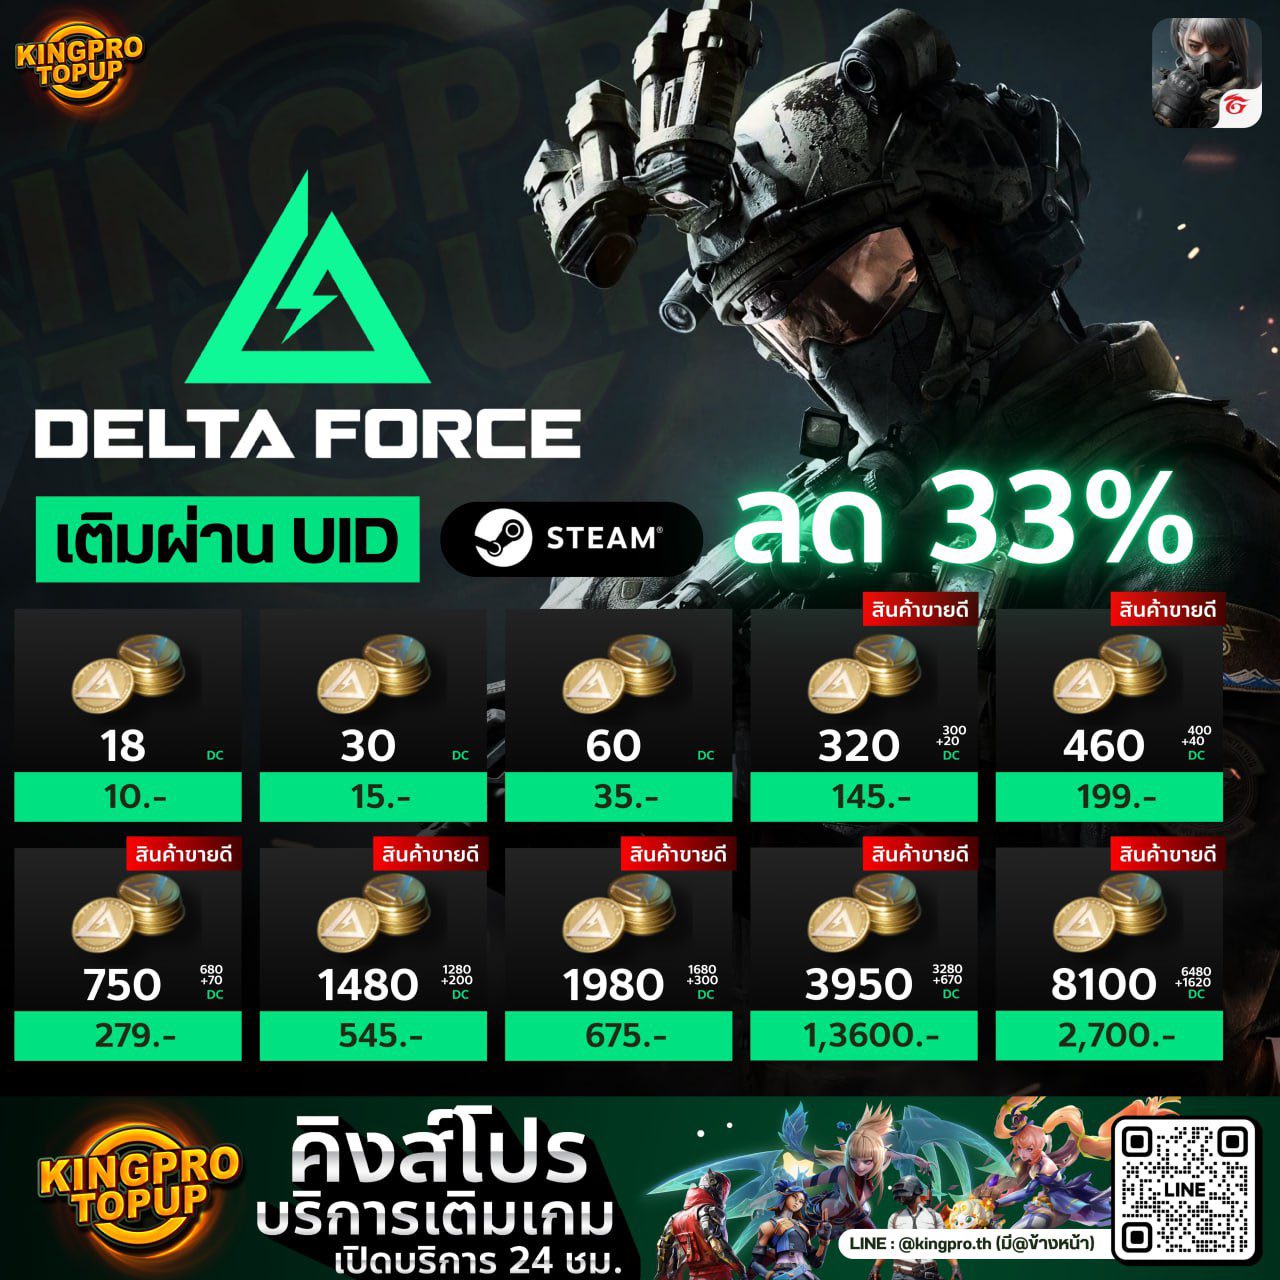 KINGPRO
TOPUP
DELTA FORCE
เติมผ่าน UID
STEAM®
ลด 33%
18 DC
10.-
30 DC
15.-
60 DC
35.-
สินค้าขายดี
320 300 +20 DC
145.-
สินค้าขายดี
460 400 +40 DC
199.-
สินค้าขายดี
750 680 +70 DC
279.-
สินค้าขายดี
1480 1280 +200 DC
545.-
สินค้าขายดี
1980 1680 +300 DC
675.-
สินค้าขายดี
3950 3280 +670 DC
1,3600.-
สินค้าขายดี
8100 6480 +1620 DC
2,700.-
KINGPRO
TOPUP
คิงส์โปร
บริการเติมเกม
เปิดบริการ 24 ชม.
LINE : @kingpro.th (มี@ข้างหน้า)
LINE